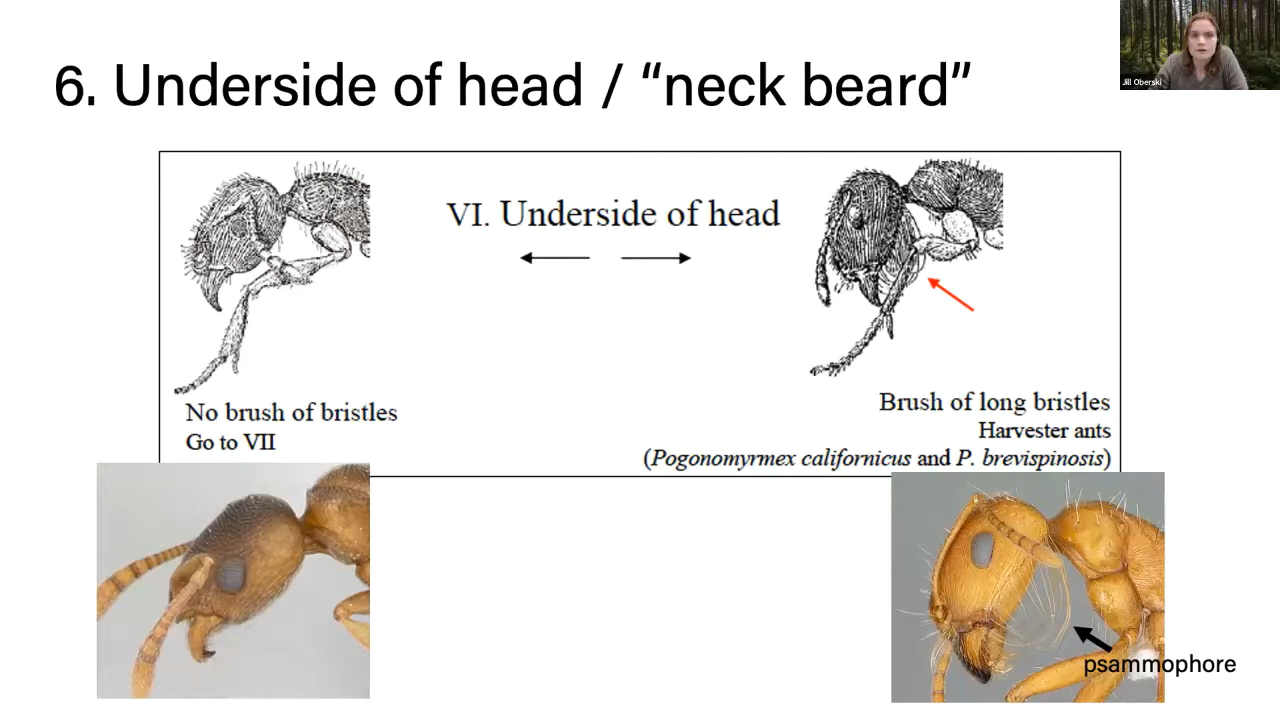 6. Underside of head / “neck beard”
Jill Oberski
VI. Underside of head
No brush of bristles
Go to VII
Brush of long bristles
Harvester ants
(Pogonomyrmex californicus and P. brevispinosis)
psammophore